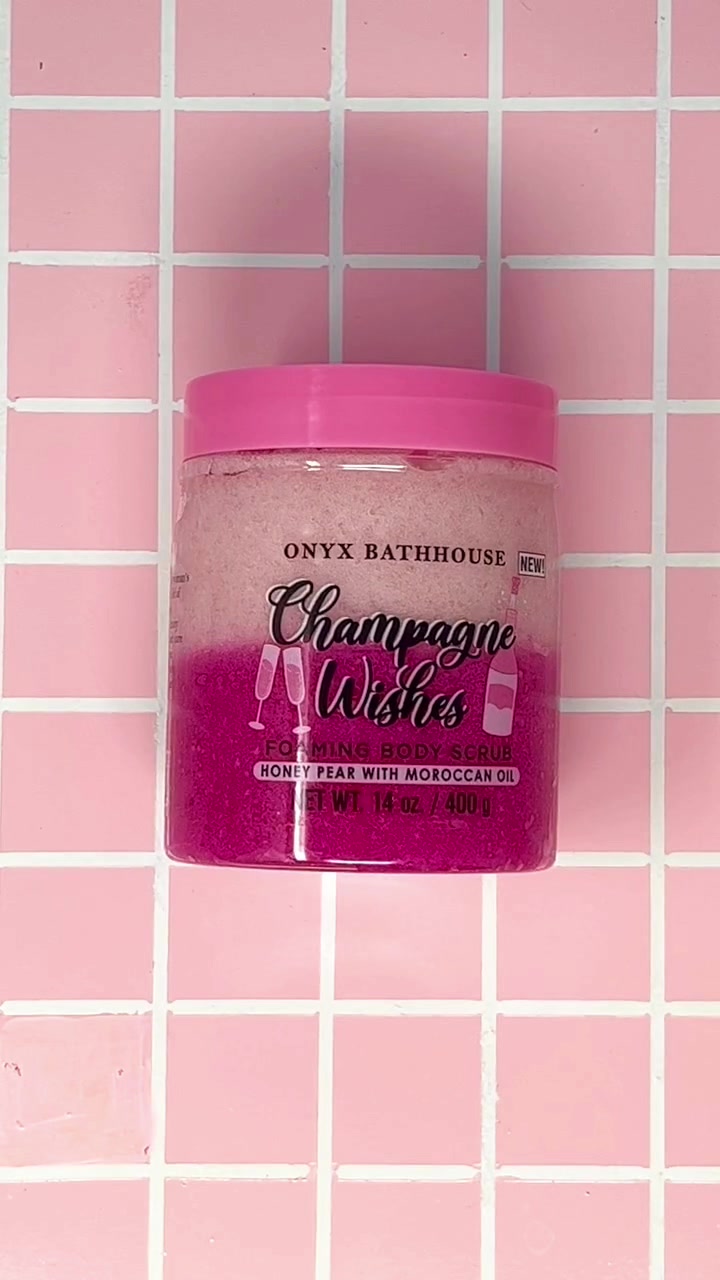 ONYX BATHHOUSE
NEW!
Champagne
Wishes
FOAMING BODY SCRUB
HONEY PEAR WITH MOROCCAN OIL
NET WT. 14 oz. / 400 g